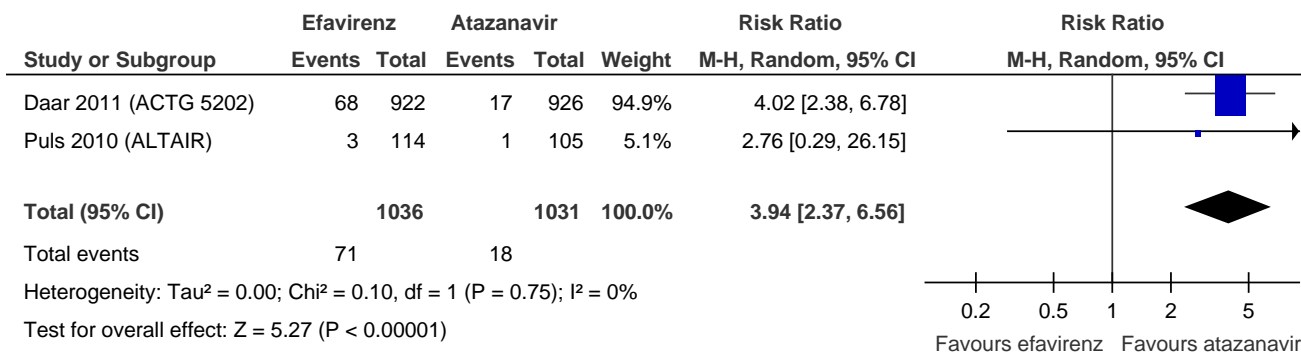 Efavirenz Atazanavir Risk Ratio Risk Ratio
Study or Subgroup Events Total Events Total Weight M-H, Random, 95% CI M-H, Random, 95% CI
Daar 2011 (ACTG 5202) 68 922 17 926 94.9% 4.02 [2.38, 6.78]
Puls 2010 (ALTAIR) 3 114 1 105 5.1% 2.76 [0.29, 26.15]
Total (95% CI) 1036 1031 100.0% 3.94 [2.37, 6.56]
Total events 71 18
Heterogeneity: Tau² = 0.00; Chi² = 0.10, df = 1 (P = 0.75); I² = 0%
Test for overall effect: Z = 5.27 (P < 0.00001)
0.2 0.5 1 2 5
Favours efavirenz Favours atazanavir